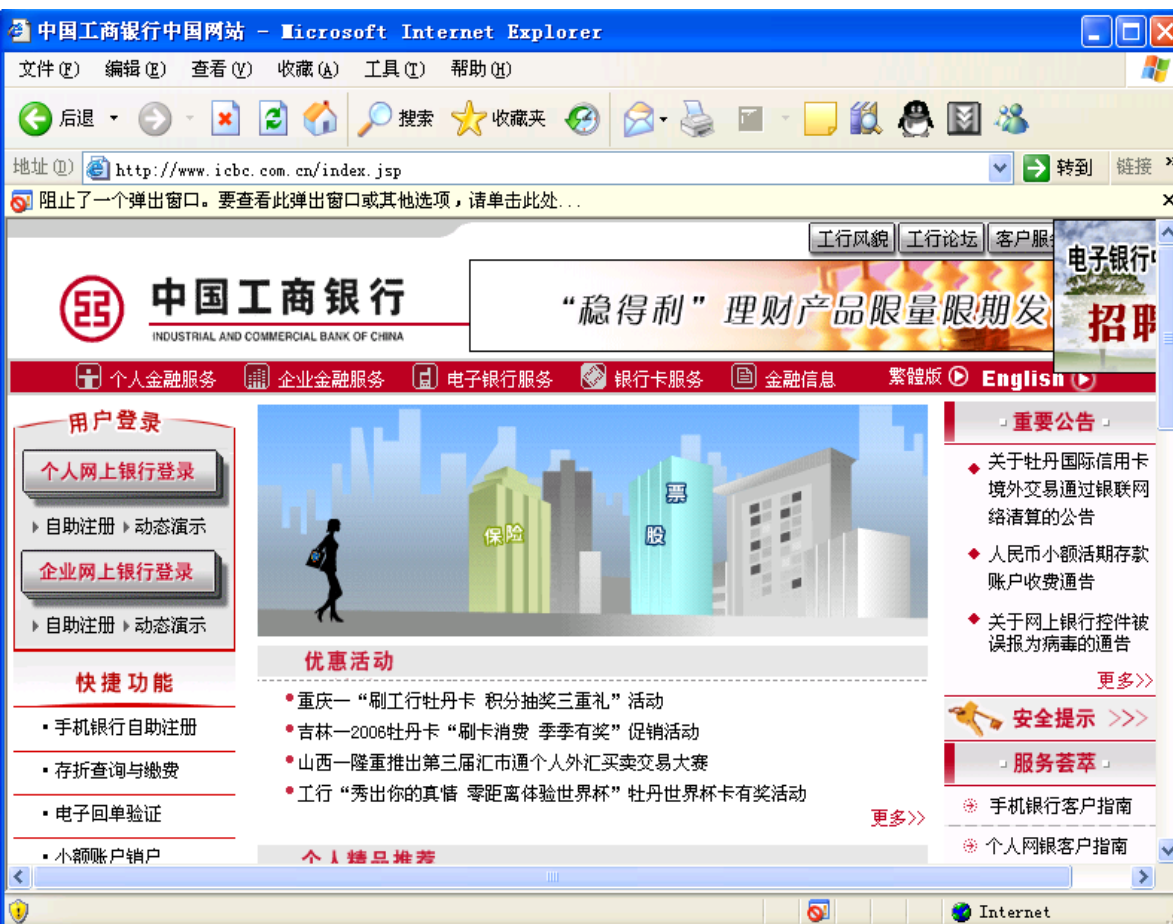 中国工商银行中国网站 - Microsoft Internet Explorer
文件(F) 编辑(E) 查看(V) 收藏(A) 工具(T) 帮助(H)
后退 搜索 收藏夹
地址(D) http://www.icbc.com.cn/index.jsp 转到 链接 »
阻止了一个弹出窗口。要查看此弹出窗口或其他选项，请单击此处...
工行风貌 工行论坛 客户服
电子银行
招聘
中国工商银行
INDUSTRIAL AND COMMERCIAL BANK OF CHINA
“稳得利”理财产品限量限期发
个人金融服务 企业金融服务 电子银行服务 银行卡服务 金融信息 繁體版 English
用户登录
个人网上银行登录
自助注册 动态演示
企业网上银行登录
自助注册 动态演示
快捷功能
手机银行自助注册
存折查询与缴费
电子回单验证
小额账户销户
保险
股票
优惠活动
重庆—“刷工行牡丹卡 积分抽奖三重礼”活动
吉林—2006牡丹卡“刷卡消费 季季有奖”促销活动
山西—隆重推出第三届汇市通个人外汇买卖交易大赛
工行“秀出你的真情 零距离体验世界杯”牡丹世界杯卡有奖活动
更多>>
个人精品推荐
重要公告
关于牡丹国际信用卡
境外交易通过银联网
络清算的公告
人民币小额活期存款
账户收费通告
关于网上银行控件被
误报为病毒的通告
更多>>
安全提示 >>>
服务荟萃
手机银行客户指南
个人网银客户指南
Internet